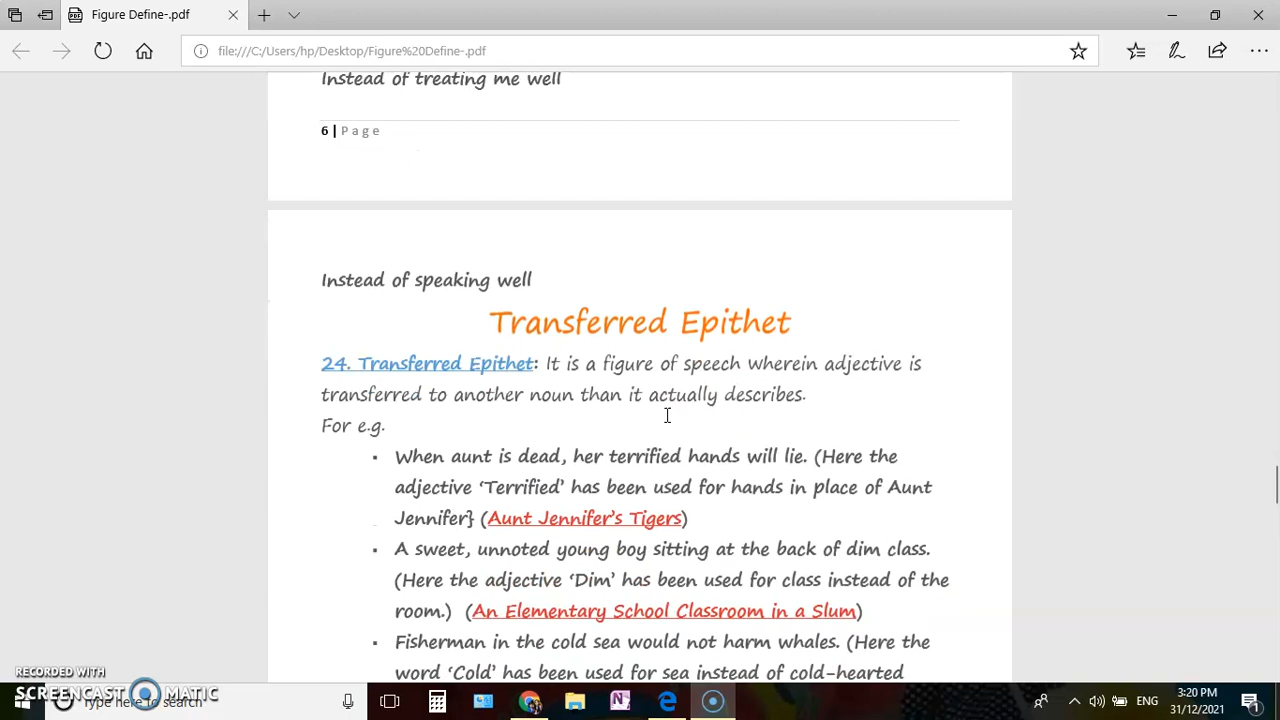 Figure Define-.pdf
file:///C:/Users/hp/Desktop/Figure%20Define-.pdf
Instead of treating me well
6 | Page
Instead of speaking well
Transferred Epithet
24. Transferred Epithet: It is a figure of speech wherein adjective is
transferred to another noun than it actually describes.
For e.g.
▪ When aunt is dead, her terrified hands will lie. (Here the
adjective ‘Terrified’ has been used for hands in place of Aunt
Jennifer} (Aunt Jennifer’s Tigers)
▪ A sweet, unnoted young boy sitting at the back of dim class.
(Here the adjective ‘Dim’ has been used for class instead of the
room.) (An Elementary School Classroom in a Slum)
▪ Fisherman in the cold sea would not harm whales. (Here the
word ‘Cold’ has been used for sea instead of cold-hearted
RECORDED WITH
SCREENCAST MATIC
Type here to search
ENG
3:20 PM
31/12/2021
1